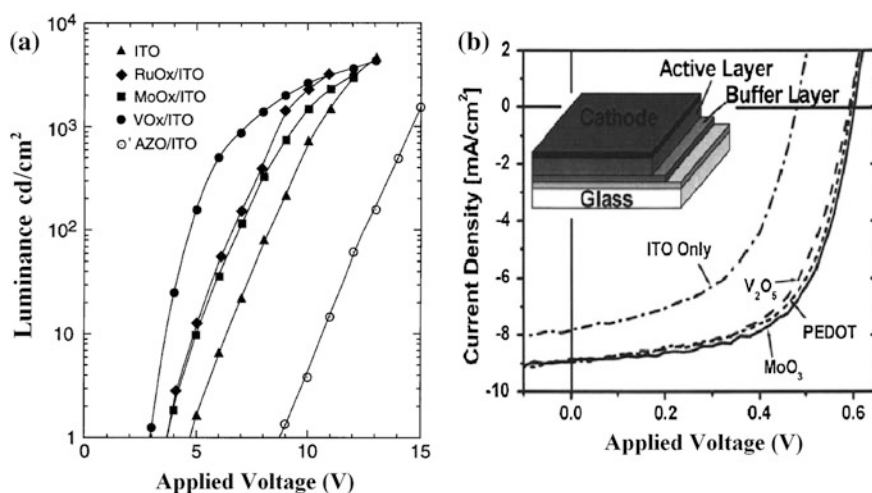 (a)
10⁴
10³
10²
10
1
0
5
10
15
Luminance cd/cm²
Applied Voltage (V)
ITO
RuOx/ITO
MoOx/ITO
VOx/ITO
AZO/ITO
(b)
2
0
-2
-4
-6
-8
-10
0.0
0.2
0.4
0.6
Current Density [mA/cm²]
Applied Voltage (V)
Active Layer
Buffer Layer
Cathode
Glass
ITO Only
V₂O₅
PEDOT
MoO₃